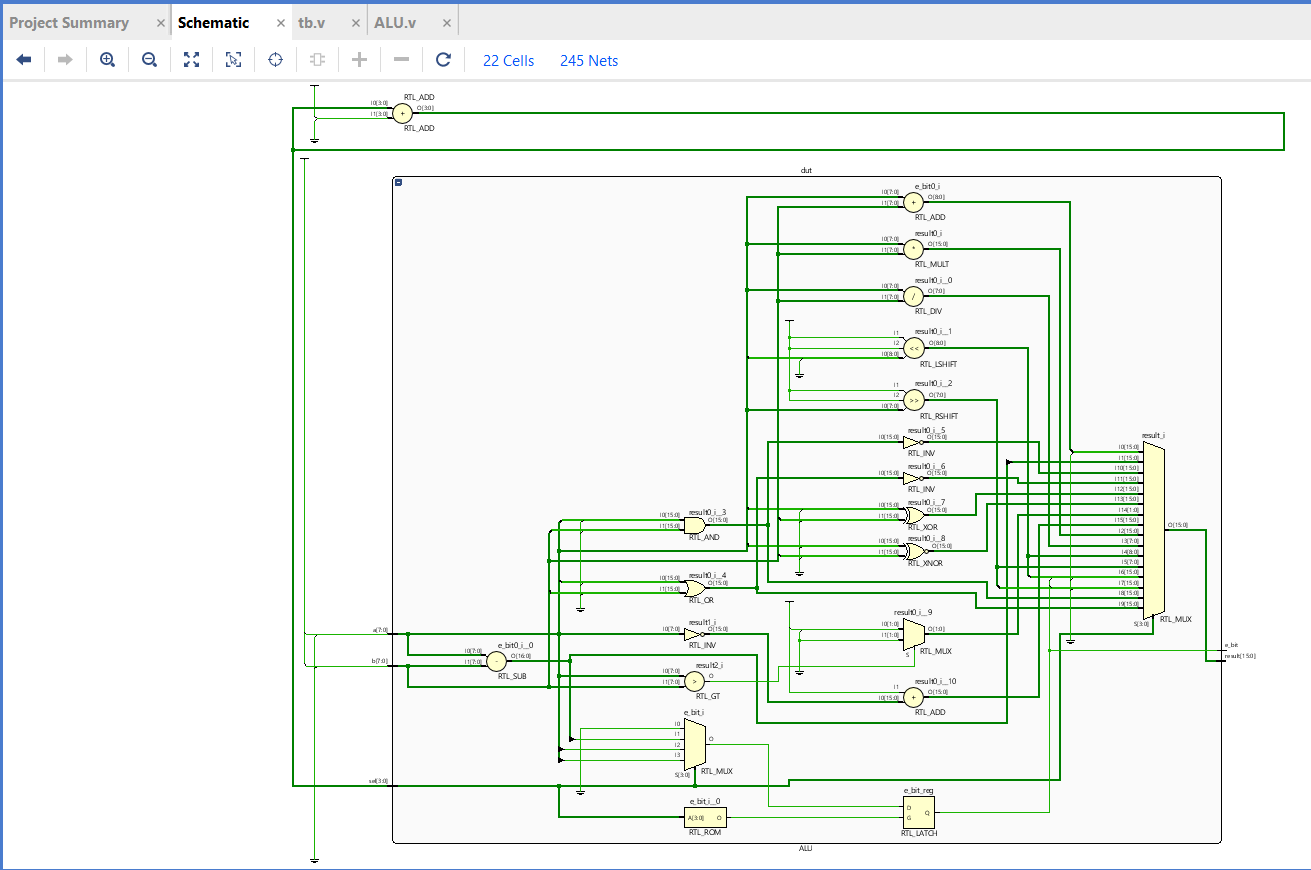 Project Summary × Schematic × tb.v × ALU.v ×
22 Cells 245 Nets
RTL_ADD
I0[3:0]
I1[3:0]
+
O[3:0]
RTL_ADD
dut
e_bit0_i
I0[7:0]
I1[7:0]
+
O[8:0]
RTL_ADD
result0_i
I0[7:0]
I1[7:0]
*
O[15:0]
RTL_MULT
result0_i__0
I0[7:0]
I1[7:0]
/
O[7:0]
RTL_DIV
result0_i__1
I1
I2
I0[8:0]
<<
O[8:0]
RTL_LSHIFT
result0_i__2
I1
I2
I0[7:0]
>>
O[7:0]
RTL_RSHIFT
result0_i__5
I0[15:0]
O[15:0]
RTL_INV
result0_i__6
I0[15:0]
O[15:0]
RTL_INV
result0_i__7
I0[15:0]
I1[15:0]
O[15:0]
RTL_XOR
result0_i__8
I0[15:0]
I1[15:0]
O[15:0]
RTL_XNOR
result0_i__3
I0[15:0]
I1[15:0]
O[15:0]
RTL_AND
result0_i__4
I0[15:0]
I1[15:0]
O[15:0]
RTL_OR
result_i
I0[15:0]
I1[15:0]
I10[15:0]
I11[15:0]
I12[15:0]
I13[15:0]
I14[1:0]
I15[15:0]
I2[15:0]
I3[7:0]
I4[8:0]
I5[7:0]
I6[15:0]
I7[15:0]
I8[15:0]
I9[15:0]
S[3:0]
O[15:0]
RTL_MUX
result0_i__9
I0[1:0]
I1[1:0]
S
O[1:0]
RTL_MUX
a[7:0]
b[7:0]
e_bit0_i__0
I0[7:0]
I1[7:0]
-
O[16:0]
RTL_SUB
result1_i
I0[7:0]
O[15:0]
RTL_INV
result2_i
I0[7:0]
I1[7:0]
>
O
RTL_GT
result0_i__10
I1
I0[15:0]
+
O[15:0]
RTL_ADD
e_bit
result[15:0]
e_bit_i
I0
I1
I2
I3
S[3:0]
O
RTL_MUX
sel[3:0]
e_bit_i__0
A[3:0]
O
RTL_ROM
e_bit_reg
D
G
Q
RTL_LATCH
ALU